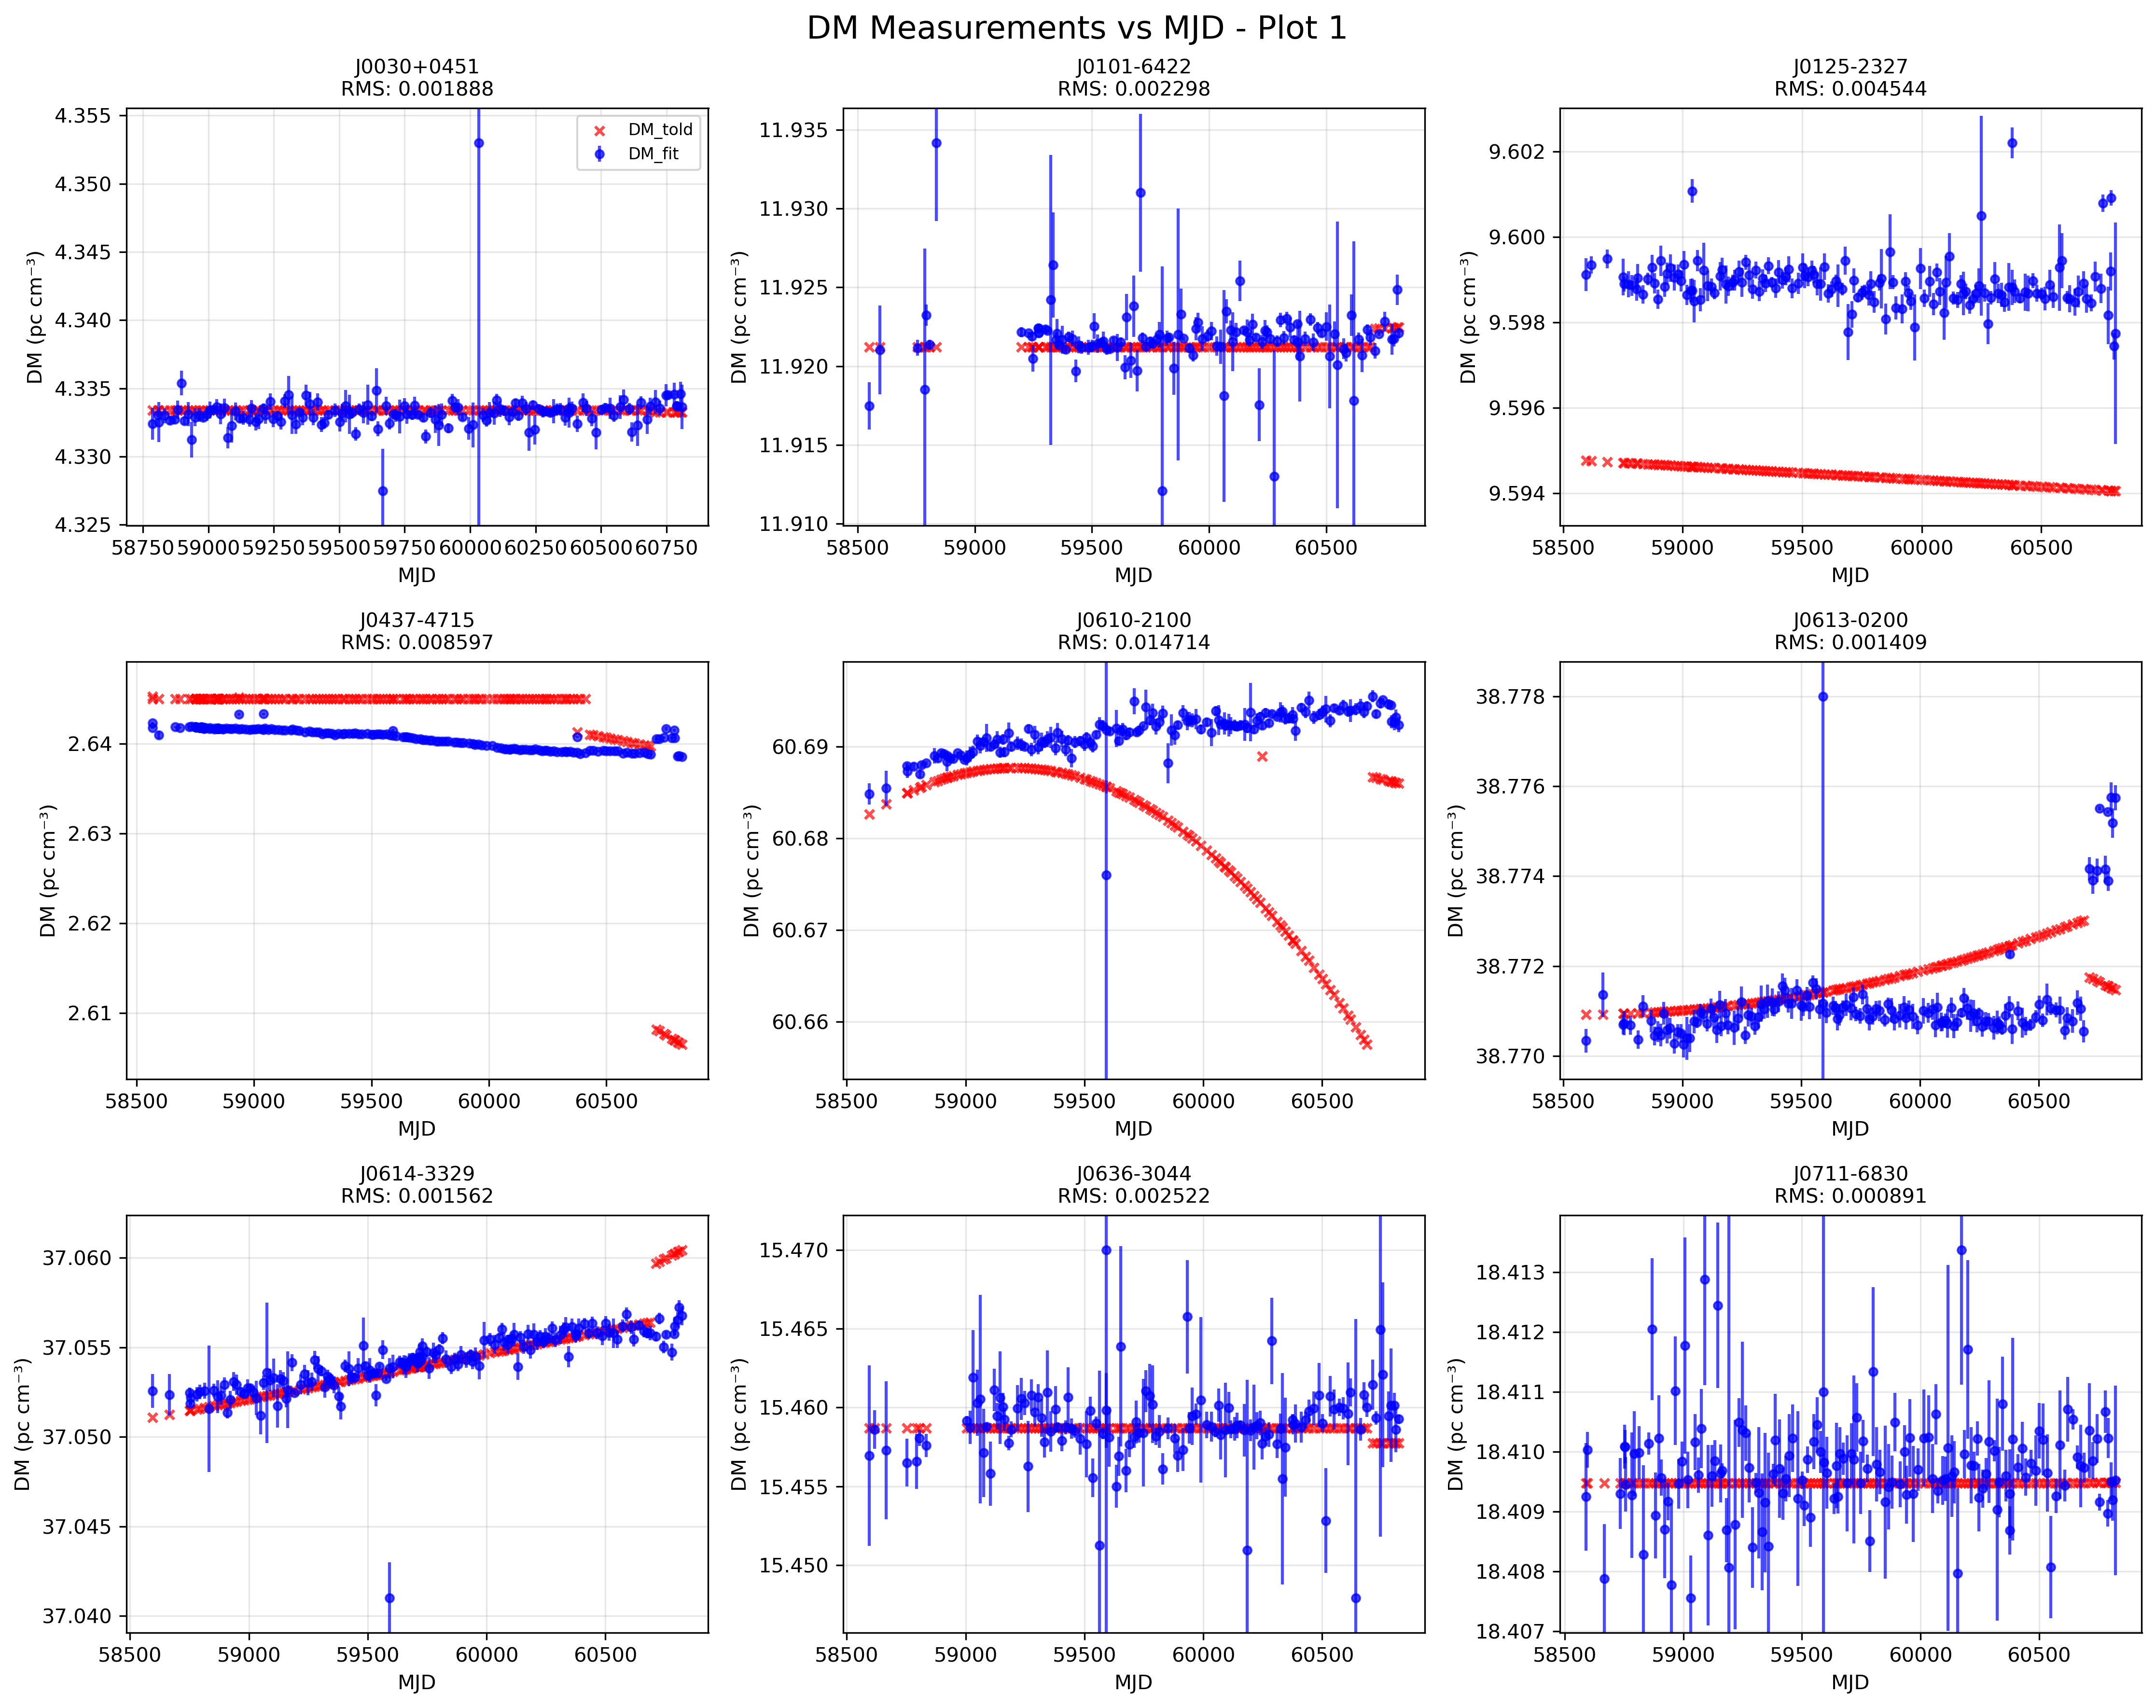 DM Measurements vs MJD - Plot 1
J0030+0451
RMS: 0.001888
4.355
4.350
4.345
4.340
4.335
4.330
4.325
DM (pc cm⁻³)
DM_told
DM_fit
58750 59000 59250 59500 59750 60000 60250 60500 60750
MJD
J0101-6422
RMS: 0.002298
11.935
11.930
11.925
11.920
11.915
11.910
DM (pc cm⁻³)
58500 59000 59500 60000 60500
MJD
J0125-2327
RMS: 0.004544
9.602
9.600
9.598
9.596
9.594
DM (pc cm⁻³)
58500 59000 59500 60000 60500
MJD
J0437-4715
RMS: 0.008597
2.64
2.63
2.62
2.61
DM (pc cm⁻³)
58500 59000 59500 60000 60500
MJD
J0610-2100
RMS: 0.014714
60.69
60.68
60.67
60.66
DM (pc cm⁻³)
58500 59000 59500 60000 60500
MJD
J0613-0200
RMS: 0.001409
38.778
38.776
38.774
38.772
38.770
DM (pc cm⁻³)
58500 59000 59500 60000 60500
MJD
J0614-3329
RMS: 0.001562
37.060
37.055
37.050
37.045
37.040
DM (pc cm⁻³)
58500 59000 59500 60000 60500
MJD
J0636-3044
RMS: 0.002522
15.470
15.465
15.460
15.455
15.450
DM (pc cm⁻³)
58500 59000 59500 60000 60500
MJD
J0711-6830
RMS: 0.000891
18.413
18.412
18.411
18.410
18.409
18.408
18.407
DM (pc cm⁻³)
58500 59000 59500 60000 60500
MJD